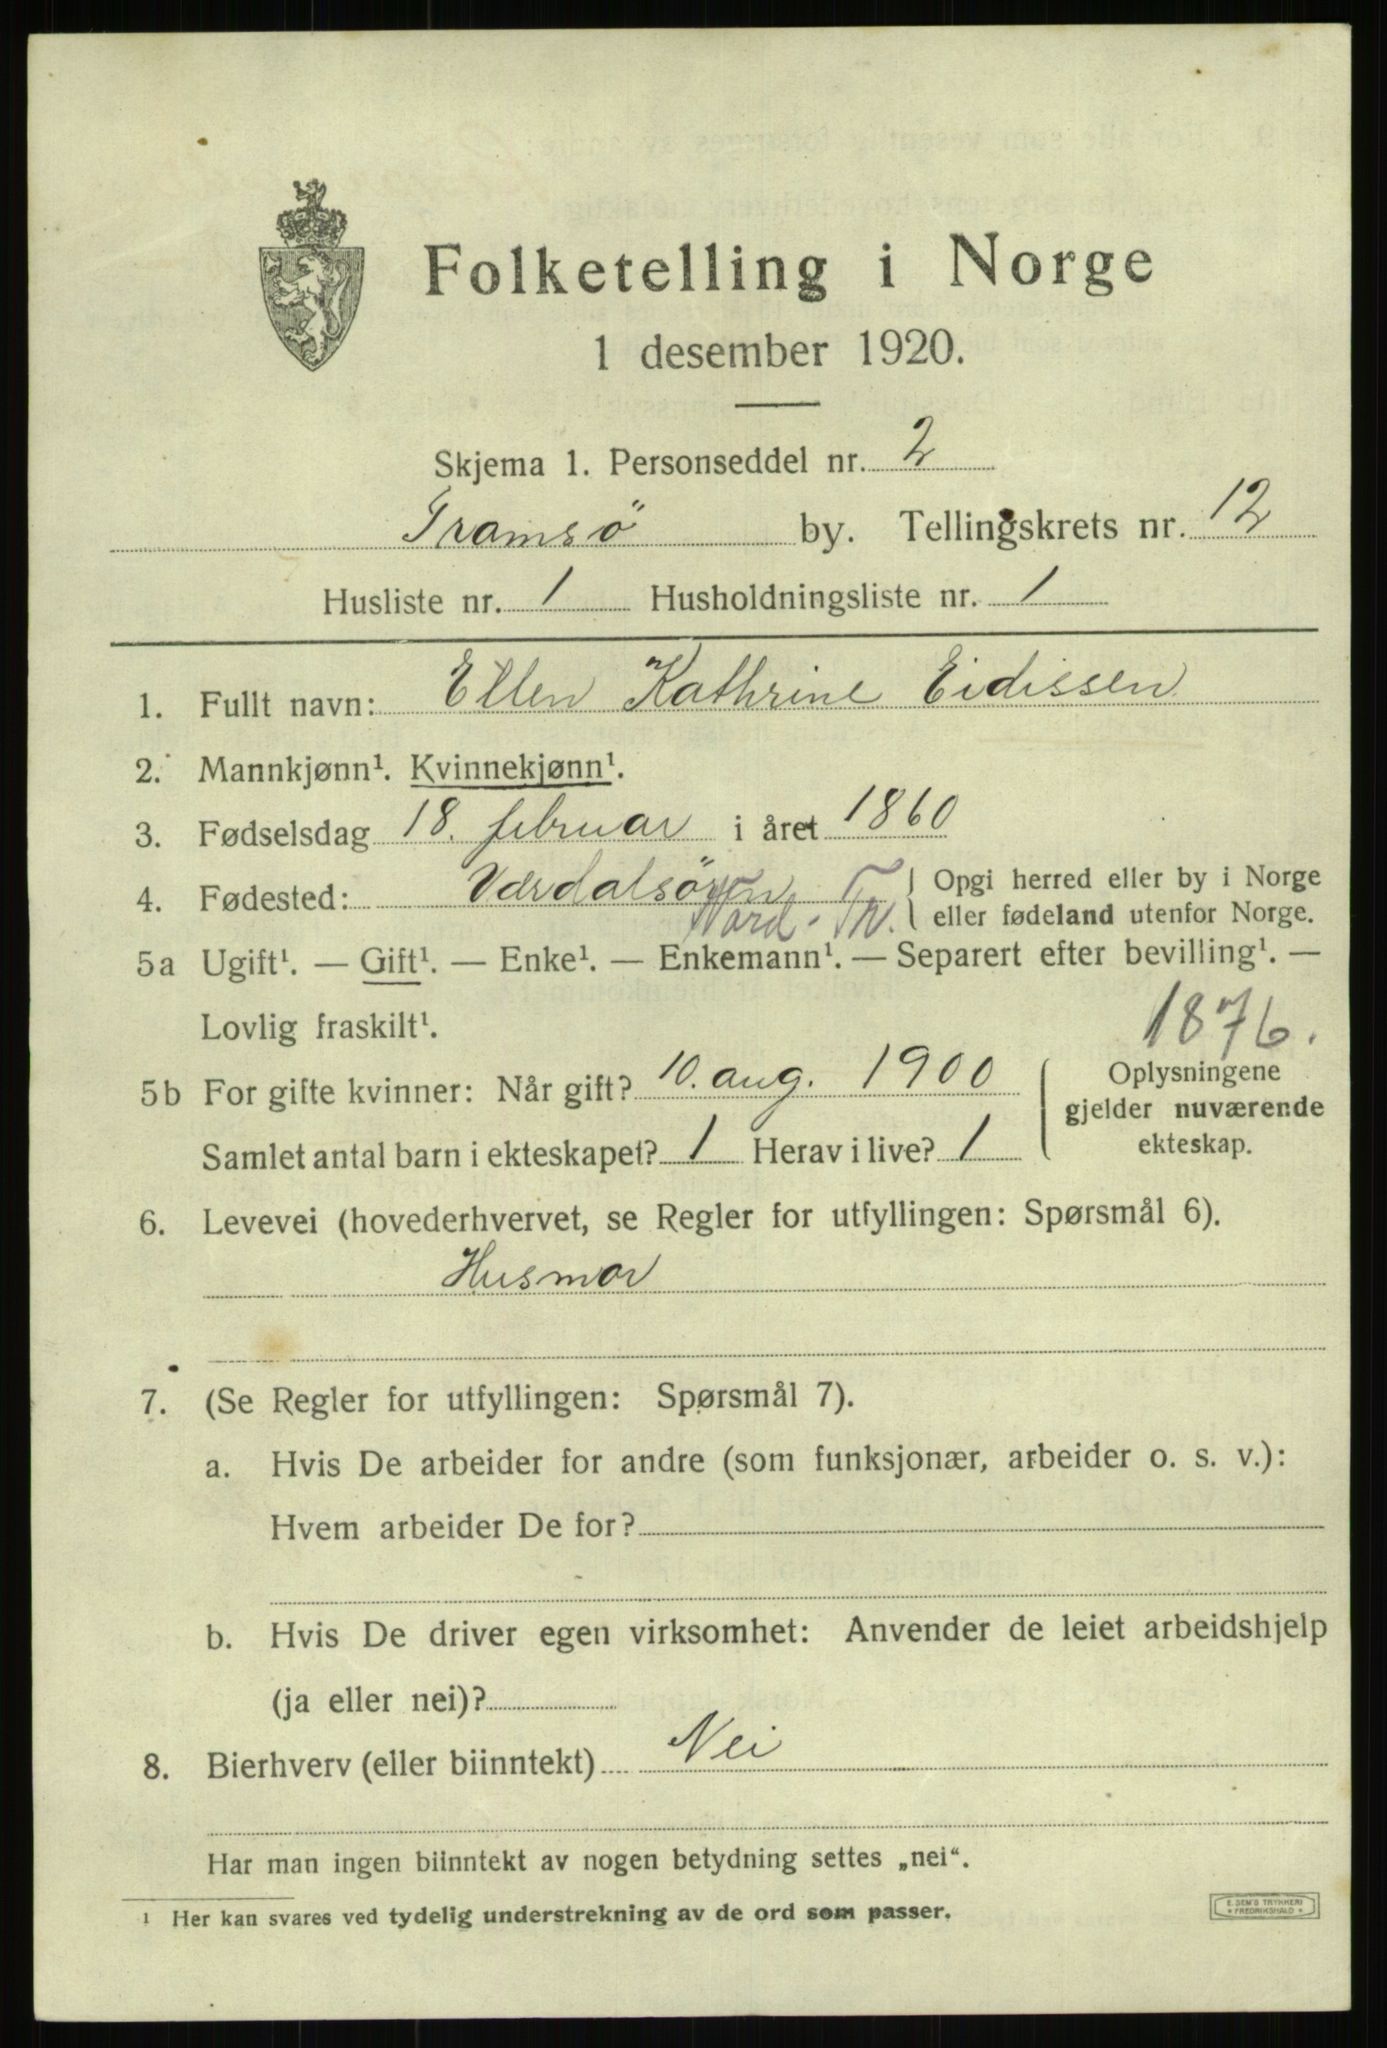 Folketelling i Norge
1 desember 1920.
Skjema 1. Personseddel nr. 2
Tromsö by. Tellingskrets nr. 12
Husliste nr. 1 Husholdningsliste nr. 1
1. Fullt navn: Ellen Kathrine Eidissen
2. Mannkjønn¹. Kvinnekjønn¹.
3. Fødselsdag 18. februar i året 1860
4. Fødested: Værdalsören Nord-Tr.
Opgi herred eller by i Norge
eller fødeland utenfor Norge.
5a Ugift¹. — Gift¹. — Enke¹. — Enkemann¹. — Separert efter bevilling¹. —
Lovlig fraskilt¹.
1876.
5b For gifte kvinner: Når gift? 10. aug. 1900
Samlet antal barn i ekteskapet? 1 Herav i live? 1
Oplysningene
gjelder nuværende
ekteskap.
6. Levevei (hovederhvervet, se Regler for utfyllingen: Spørsmål 6).
Husmor
7. (Se Regler for utfyllingen: Spørsmål 7).
a. Hvis De arbeider for andre (som funksjonær, arbeider o. s. v.):
Hvem arbeider De for?
b. Hvis De driver egen virksomhet: Anvender de leiet arbeidshjelp
(ja eller nei)?
8. Bierhverv (eller biinntekt) Nei
Har man ingen biinntekt av nogen betydning settes „nei“.
¹ Her kan svares ved tydelig understrekning av de ord som passer.
E. SEM'S TRYKKERI
FREDRIKSHALD